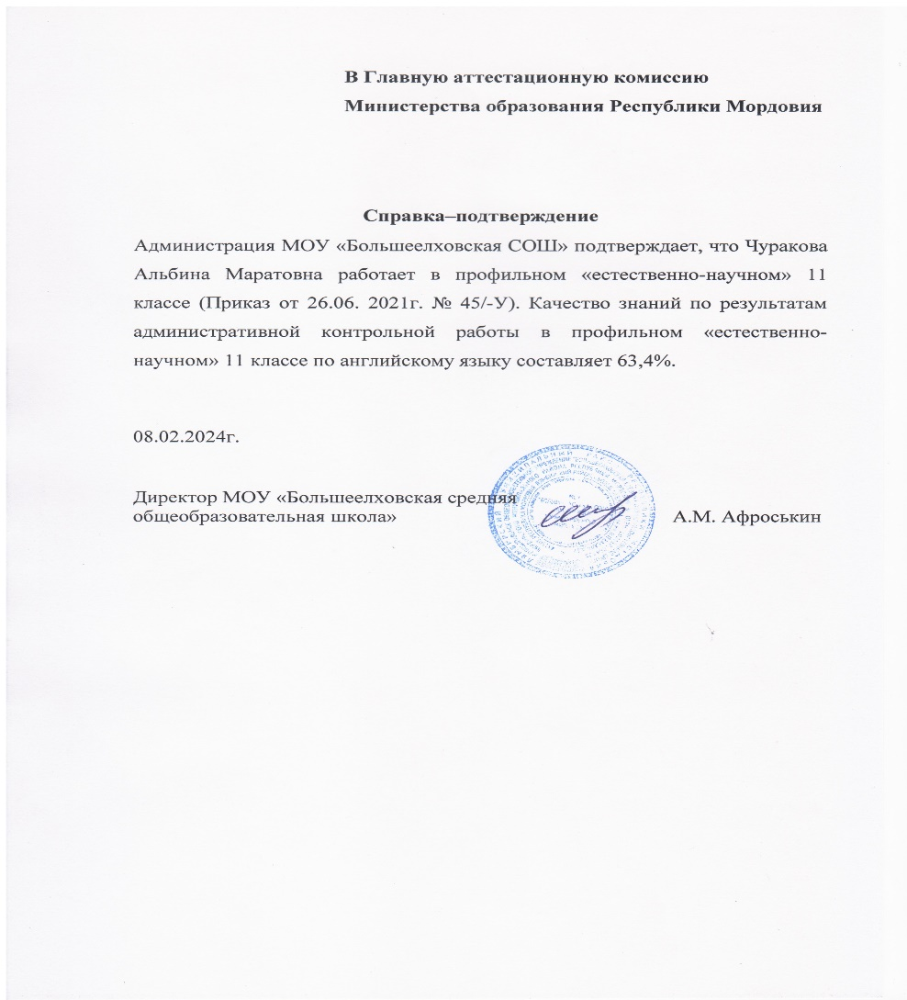 В Главную аттестационную комиссию
Министерства образования Республики Мордовия
Справка–подтверждение
Администрация МОУ «Большеелховская СОШ» подтверждает, что Чуракова
Альбина Маратовна работает в профильном «естественно-научном» 11
классе (Приказ от 26.06. 2021г. № 45/-У). Качество знаний по результатам
административной контрольной работы в профильном «естественно-
научном» 11 классе по английскому языку составляет 63,4%.
08.02.2024г.
Директор МОУ «Большеелховская средняя
общеобразовательная школа»
А.М. Афроськин